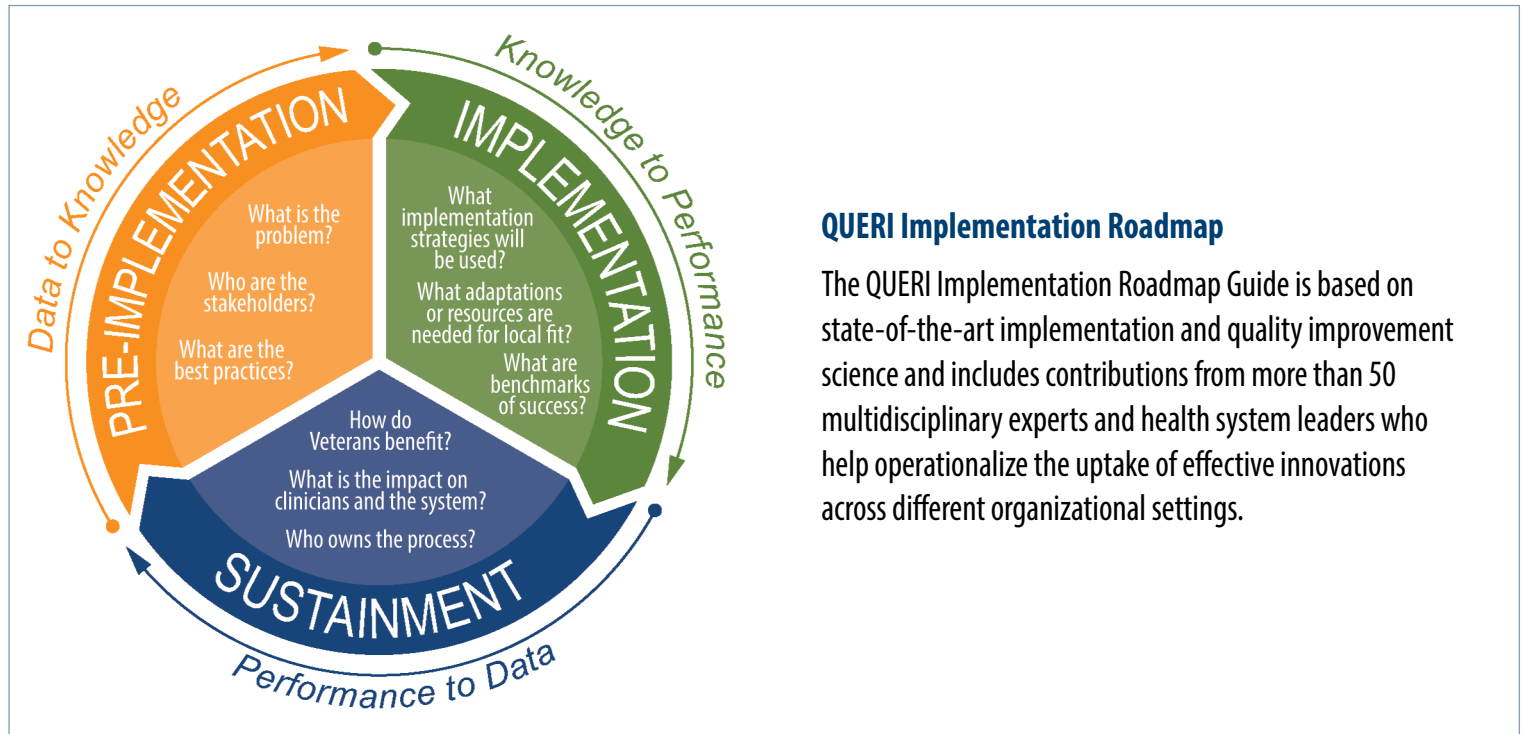 Data to Knowledge
PRE-IMPLEMENTATION
What is the
problem?
Who are the
stakeholders?
What are the
best practices?
Knowledge to Performance
IMPLEMENTATION
What
implementation
strategies will
be used?
What adaptations
or resources are
needed for local fit?
What are
benchmarks
of success?
How do
Veterans benefit?
What is the impact on
clinicians and the system?
Who owns the process?
SUSTAINMENT
Performance to Data
QUERI Implementation Roadmap
The QUERI Implementation Roadmap Guide is based on
state-of-the-art implementation and quality improvement
science and includes contributions from more than 50
multidisciplinary experts and health system leaders who
help operationalize the uptake of effective innovations
across different organizational settings.